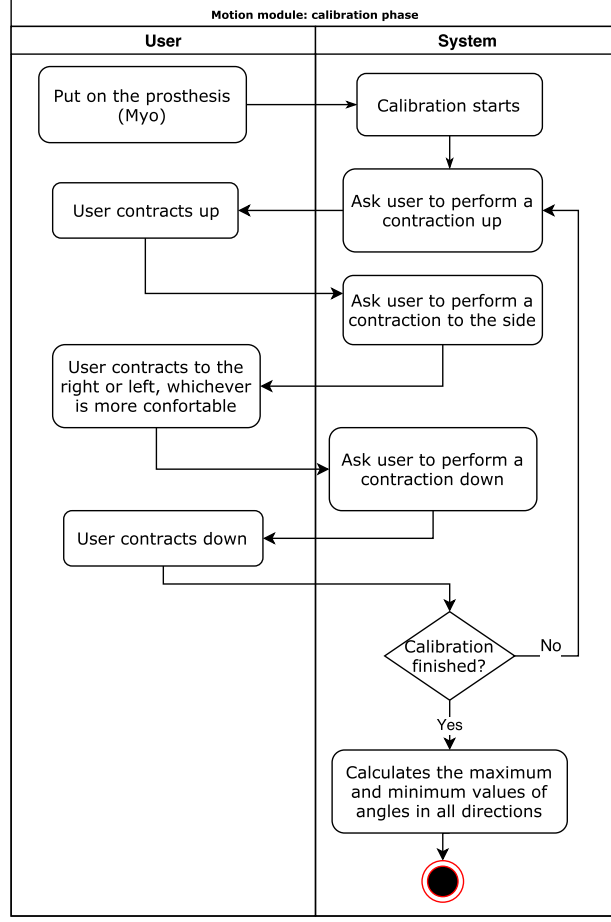 Motion module: calibration phase
User
System
Put on the prosthesis
(Myo)
Calibration starts
Ask user to perform a
contraction up
User contracts up
Ask user to perform a
contraction to the side
User contracts to the
right or left, whichever
is more confortable
Ask user to perform a
contraction down
User contracts down
Calibration
finished?
No
Yes
Calculates the maximum
and minimum values of
angles in all directions